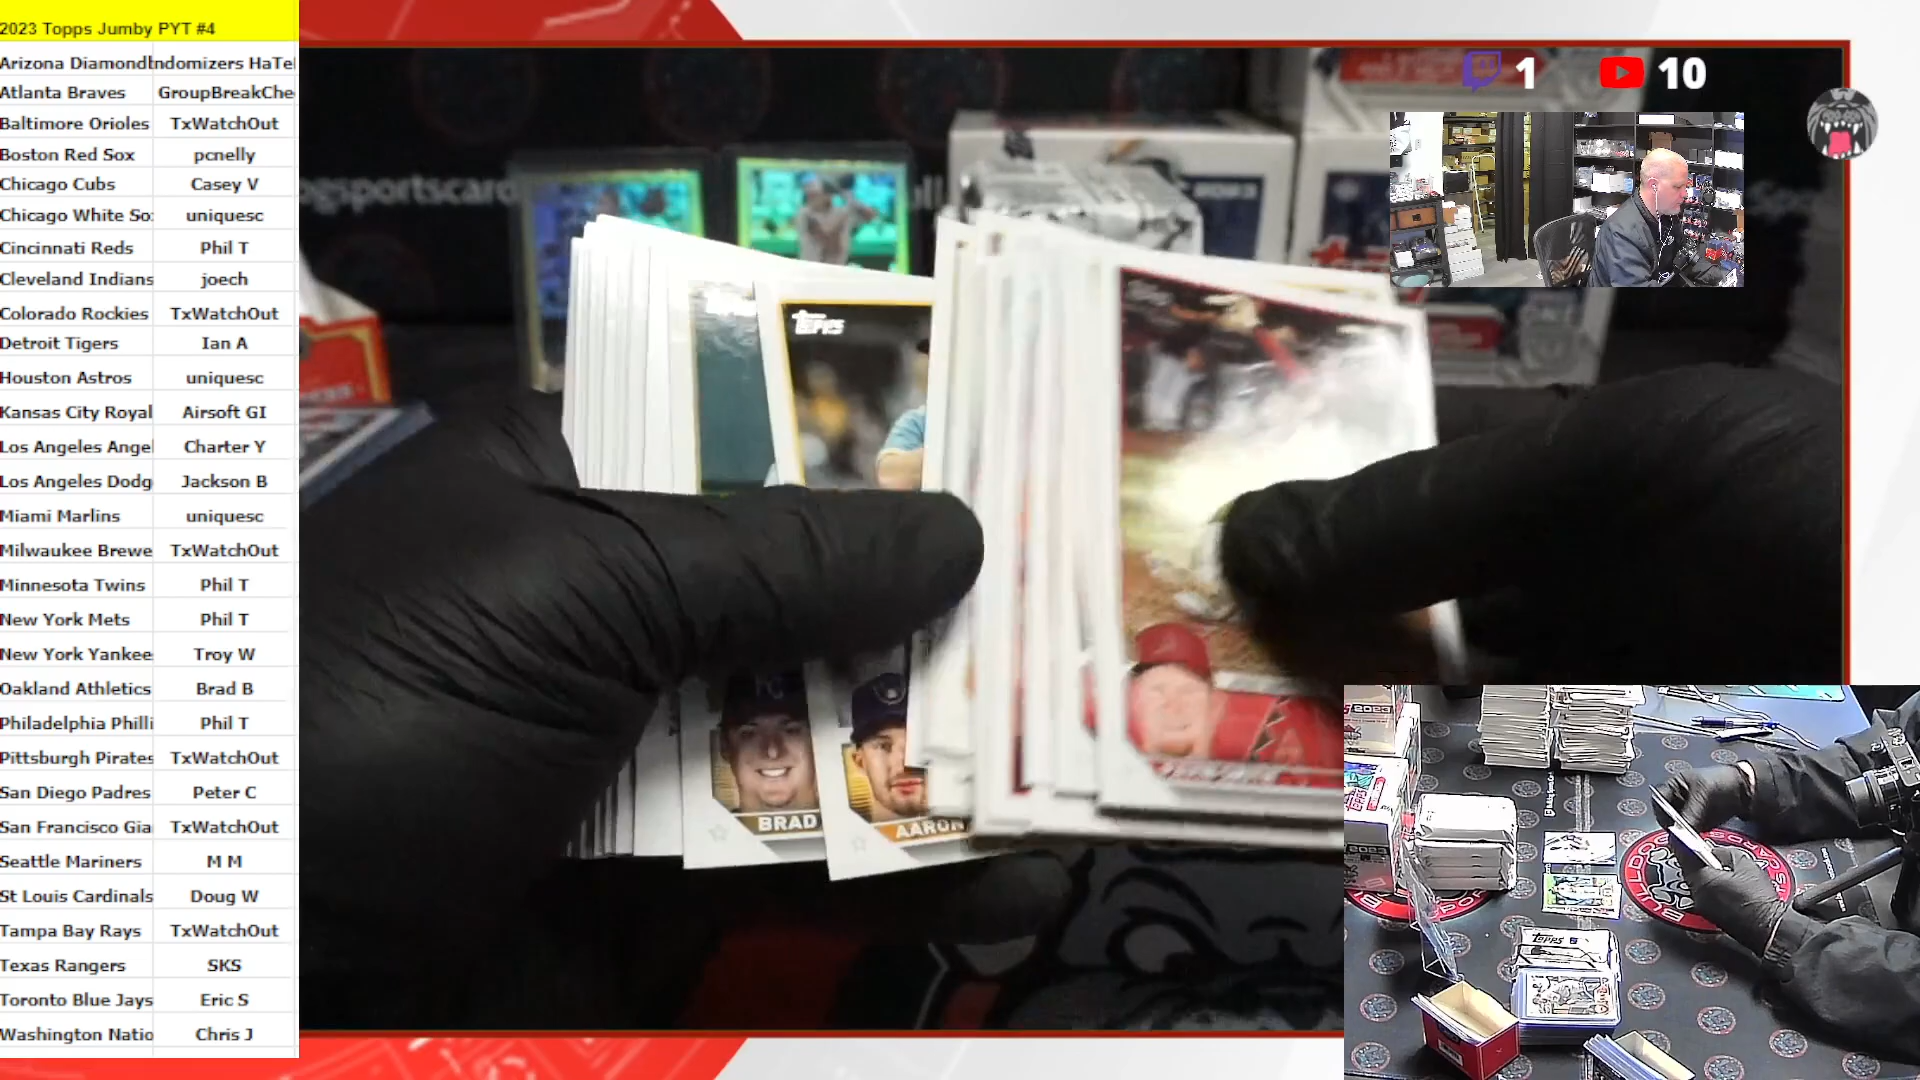 2023 Topps Jumby PYT #4
Arizona Diamondb ndomizers HaTe
Atlanta Braves GroupBreakChe
Baltimore Orioles TxWatchOut
Boston Red Sox pcnelly
Chicago Cubs Casey V
Chicago White So uniquesc
Cincinnati Reds Phil T
Cleveland Indians joech
Colorado Rockies TxWatchOut
Detroit Tigers Ian A
Houston Astros uniquesc
Kansas City Royal Airsoft GI
Los Angeles Angel Charter Y
Los Angeles Dodg Jackson B
Miami Marlins uniquesc
Milwaukee Brewe TxWatchOut
Minnesota Twins Phil T
New York Mets Phil T
New York Yankee Troy W
Oakland Athletics Brad B
Philadelphia Philli Phil T
Pittsburgh Pirates TxWatchOut
San Diego Padres Peter C
San Francisco Gia TxWatchOut
Seattle Mariners M M
St Louis Cardinals Doug W
Tampa Bay Rays TxWatchOut
Texas Rangers SKS
Toronto Blue Jays Eric S
Washington Natio Chris J
1 10
ogsportscard
TOPPS
BRAD
AARON
TOPPS